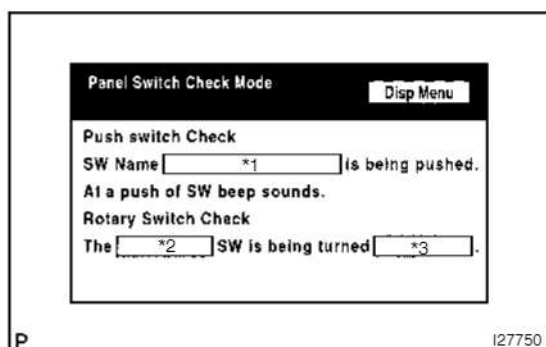 Panel Switch Check Mode
Disp Menu
Push switch Check
SW Name *1 is being pushed.
At a push of SW beep sounds.
Rotary Switch Check
The *2 SW is being turned *3 .
P
I27750